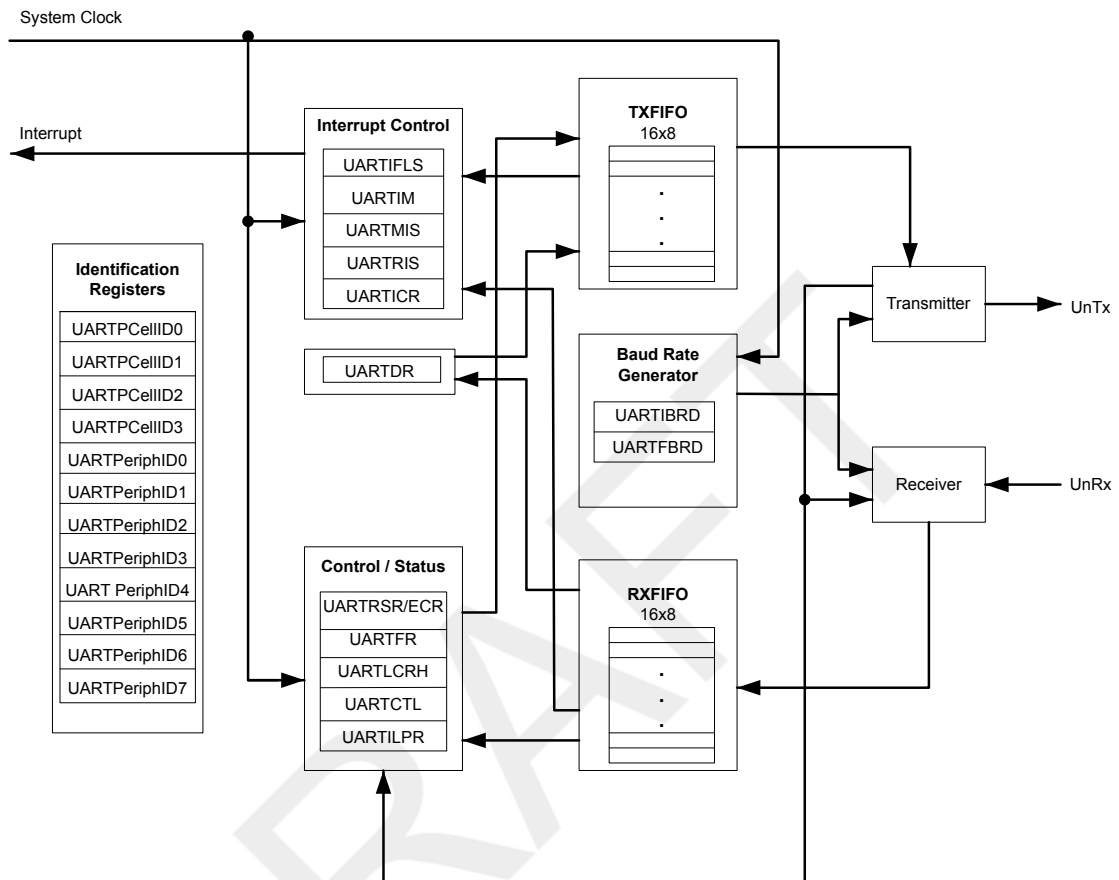 System Clock
Interrupt
Interrupt Control
UARTIFLS
UARTIM
UARTMIS
UARTRIS
UARTICR
TXFIFO
16x8
.
.
.
Identification
Registers
UARTPCellID0
UARTPCellID1
UARTPCellID2
UARTPCellID3
UARTPeriphID0
UARTPeriphID1
UARTPeriphID2
UARTPeriphID3
UART PeriphID4
UARTPeriphID5
UARTPeriphID6
UARTPeriphID7
UARTDR
Baud Rate
Generator
UARTIBRD
UARTFBRD
Transmitter
UnTx
Receiver
UnRx
Control / Status
UARTRSR/ECR
UARTFR
UARTLCRH
UARTCTL
UARTILPR
RXFIFO
16x8
.
.
.
RAFT